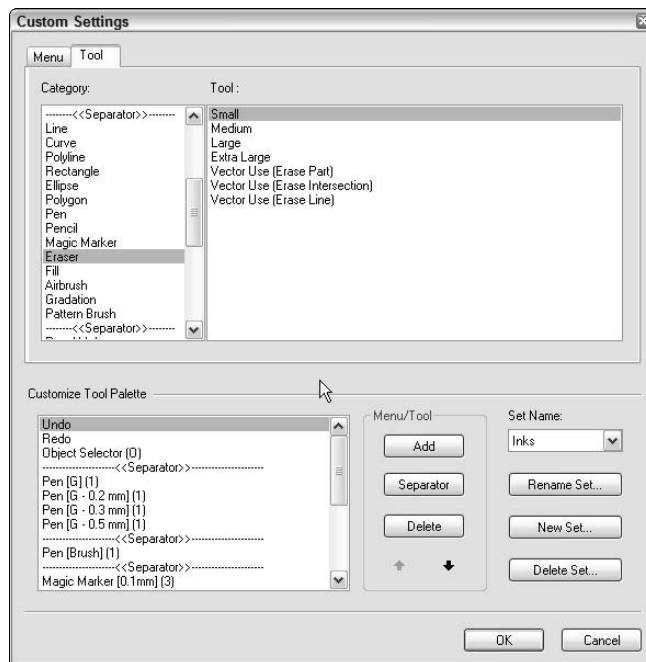 Custom Settings
Menu
Tool
Category:
Tool :
--------<<Separator>>--------
Line
Curve
Polyline
Rectangle
Ellipse
Polygon
Pen
Pencil
Magic Marker
Eraser
Fill
Airbrush
Gradation
Pattern Brush
--------<<Separator>>--------
Small
Medium
Large
Extra Large
Vector Use (Erase Part)
Vector Use (Erase Intersection)
Vector Use (Erase Line)
Customize Tool Palette
Undo
Redo
Object Selector (O)
----------------------<<Separator>>----------------------
Pen [G] (1)
Pen [G - 0.2 mm] (1)
Pen [G - 0.3 mm] (1)
Pen [G - 0.5 mm] (1)
----------------------<<Separator>>----------------------
Pen [Brush] (1)
----------------------<<Separator>>----------------------
Magic Marker [0.1mm] (3)
Menu/Tool
Add
Separator
Delete
Set Name:
Inks
Rename Set...
New Set...
Delete Set...
OK
Cancel